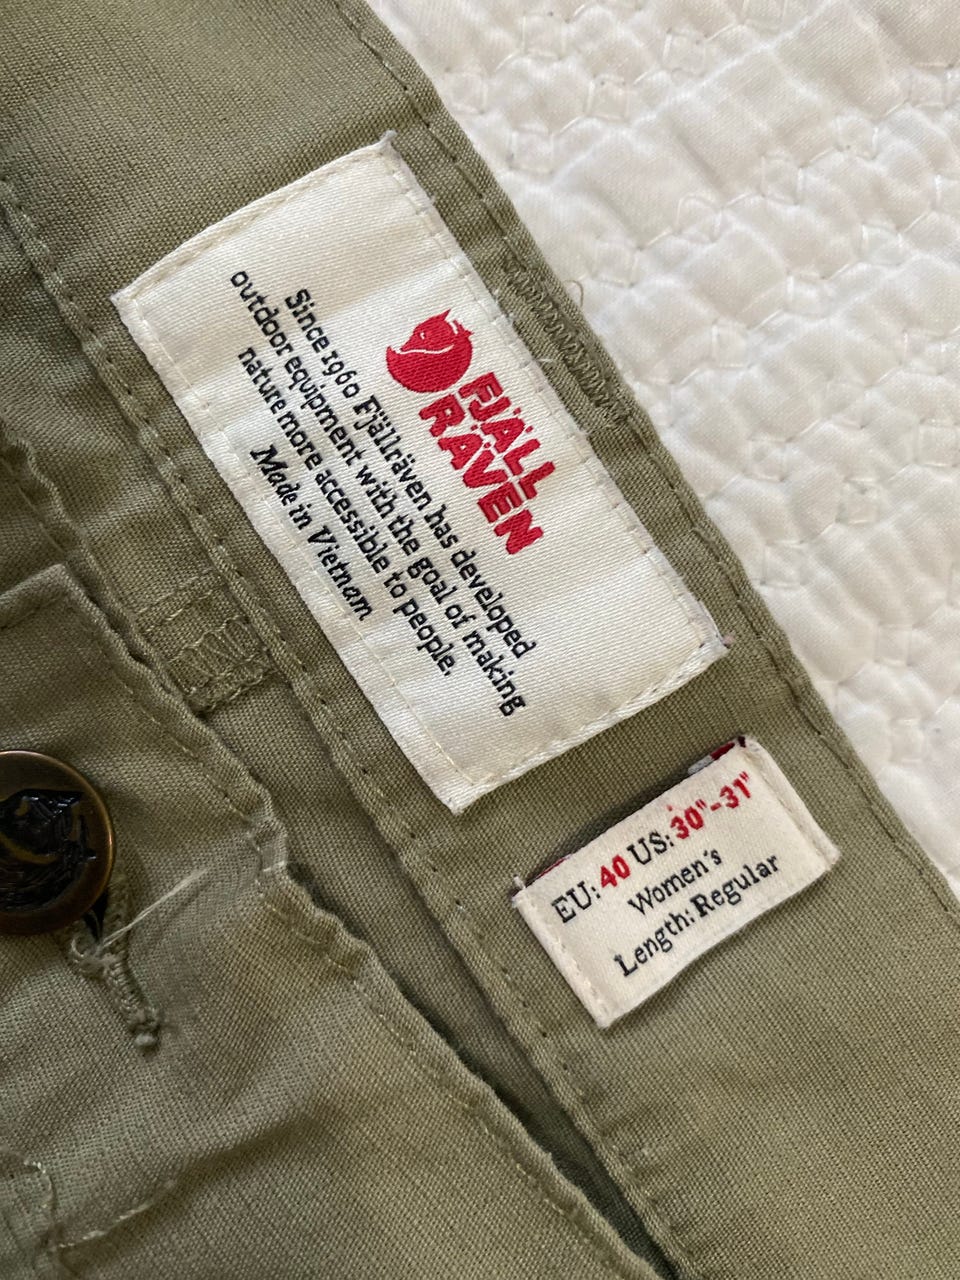 FJÄLL
RÄVEN
Since 1960 Fjällräven has developed
outdoor equipment with the goal of making
nature more accessible to people.
Made in Vietnam
EU: 40 US: 30"-31"
Women´s
Length: Regular